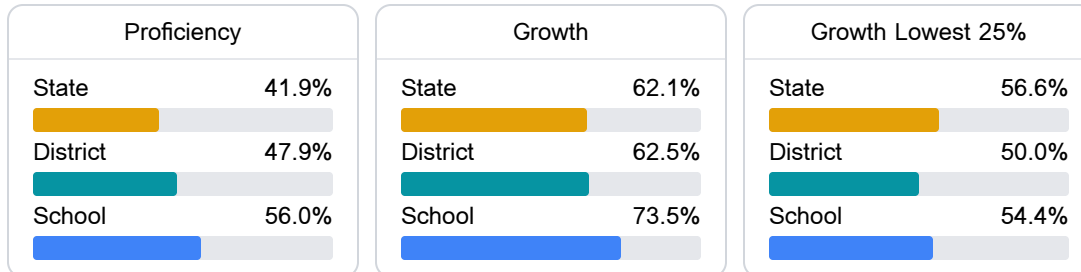 Proficiency
State 41.9%
District 47.9%
School 56.0%
Growth
State 62.1%
District 62.5%
School 73.5%
Growth Lowest 25%
State 56.6%
District 50.0%
School 54.4%